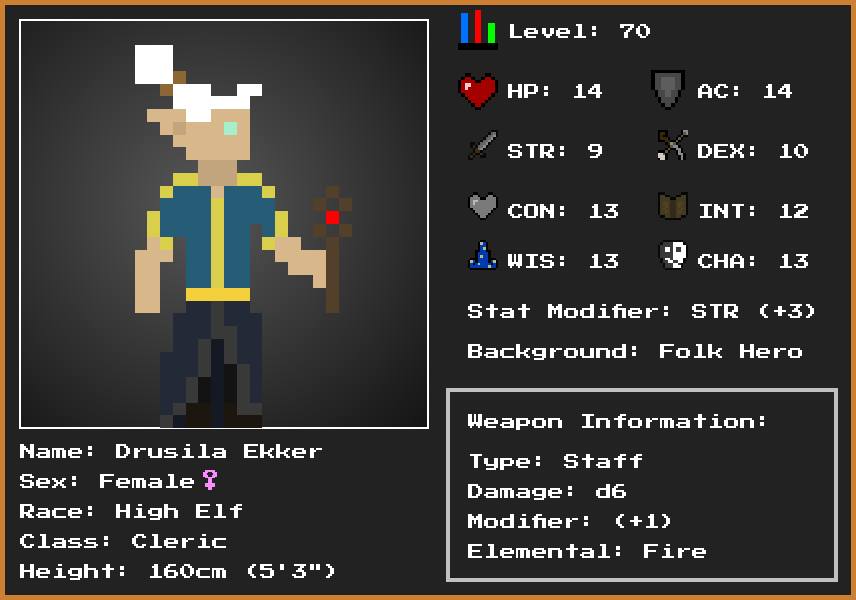 Level: 70
HP: 14 AC: 14
STR: 9 DEX: 10
CON: 13 INT: 12
WIS: 13 CHA: 13
Stat Modifier: STR (+3)
Background: Folk Hero
Weapon Information:
Type: Staff
Damage: d6
Modifier: (+1)
Elemental: Fire
Name: Drusila Ekker
Sex: Female♀
Race: High Elf
Class: Cleric
Height: 160cm (5'3")